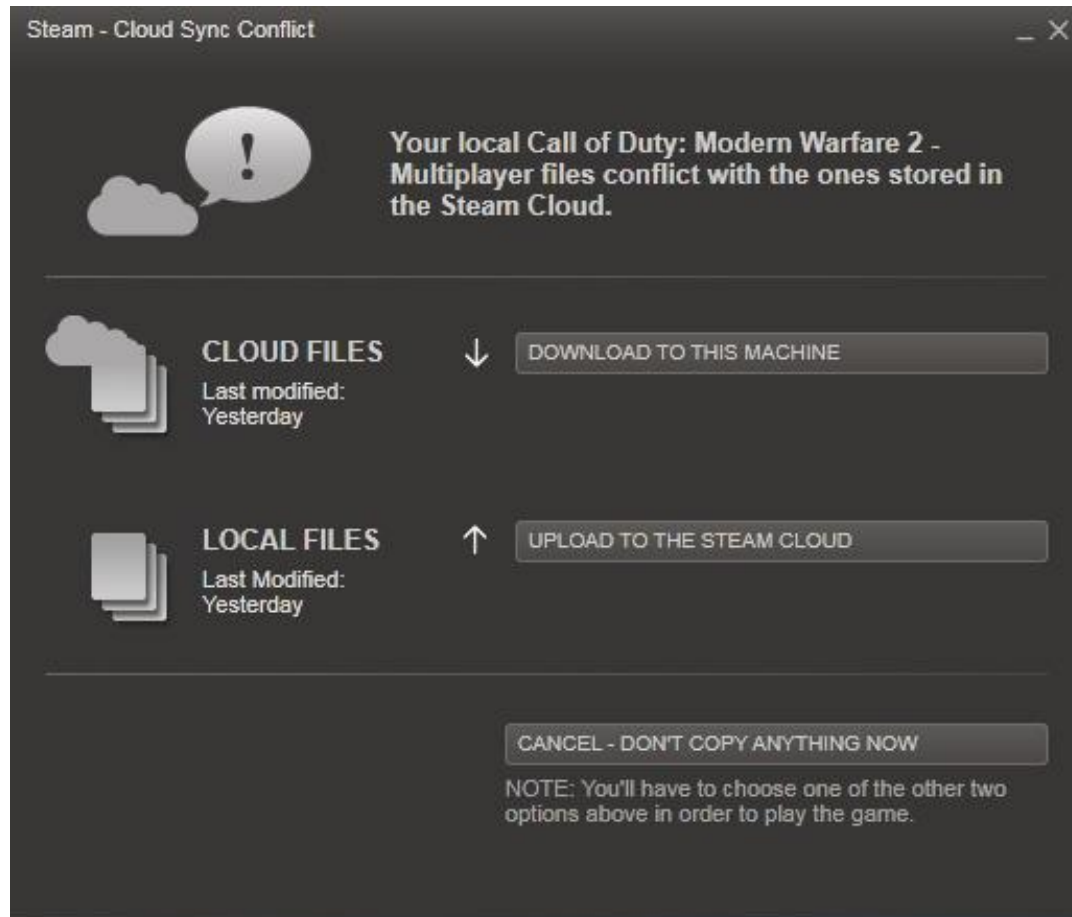 Steam - Cloud Sync Conflict
!
Your local Call of Duty: Modern Warfare 2 -
Multiplayer files conflict with the ones stored in
the Steam Cloud.
CLOUD FILES
Last modified:
Yesterday
DOWNLOAD TO THIS MACHINE
LOCAL FILES
Last Modified:
Yesterday
UPLOAD TO THE STEAM CLOUD
CANCEL - DON'T COPY ANYTHING NOW
NOTE: You'll have to choose one of the other two
options above in order to play the game.